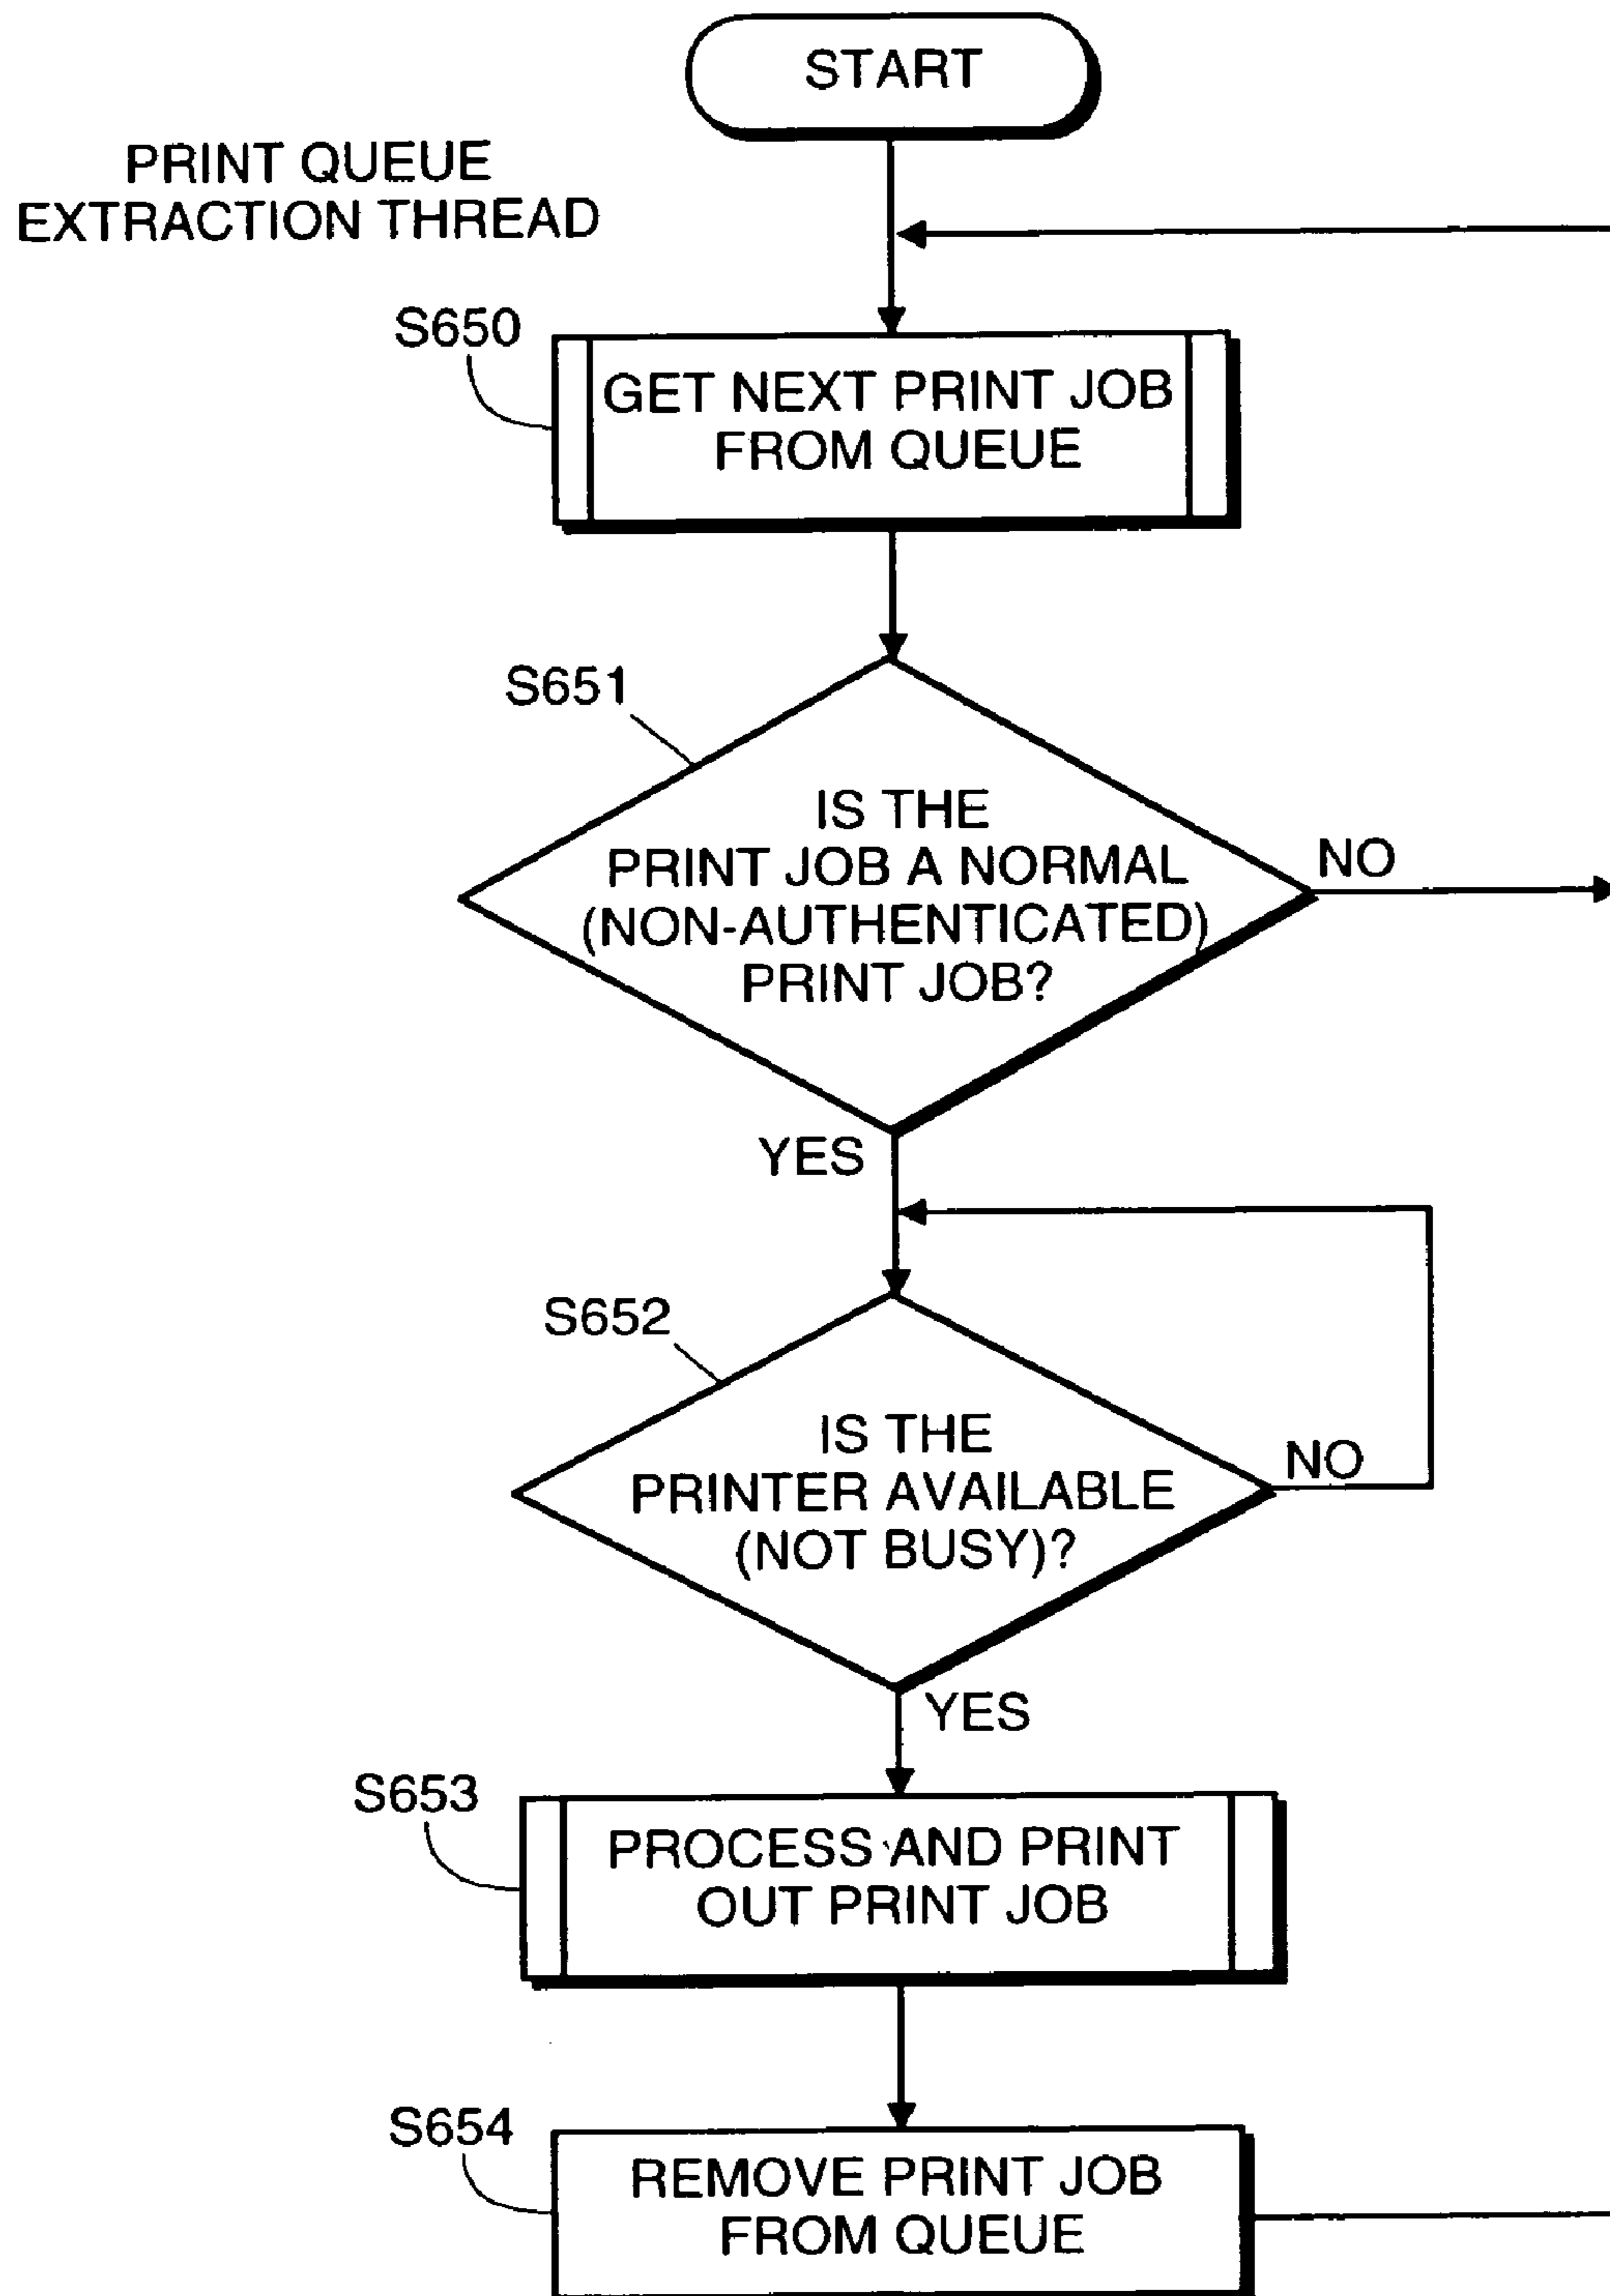 START
PRINT QUEUE
EXTRACTION THREAD
S650
GET NEXT PRINT JOB
FROM QUEUE
S651
IS THE
PRINT JOB A NORMAL
(NON-AUTHENTICATED)
PRINT JOB?
NO
YES
S652
IS THE
PRINTER AVAILABLE
(NOT BUSY)?
NO
YES
S653
PROCESS AND PRINT
OUT PRINT JOB
S654
REMOVE PRINT JOB
FROM QUEUE